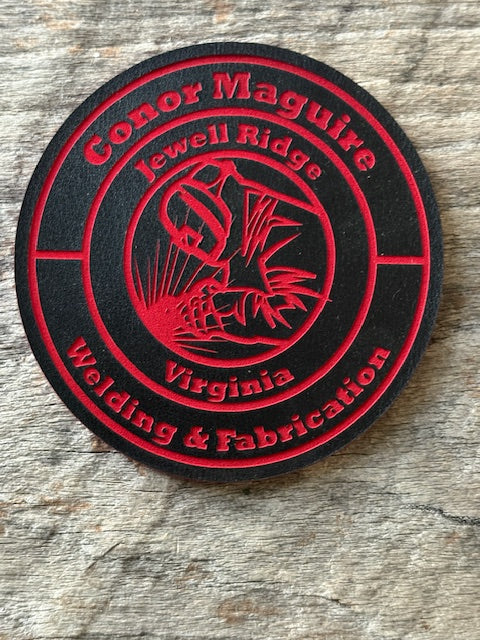 Conor Maguire
Jewell Ridge
Virginia
Welding & Fabrication